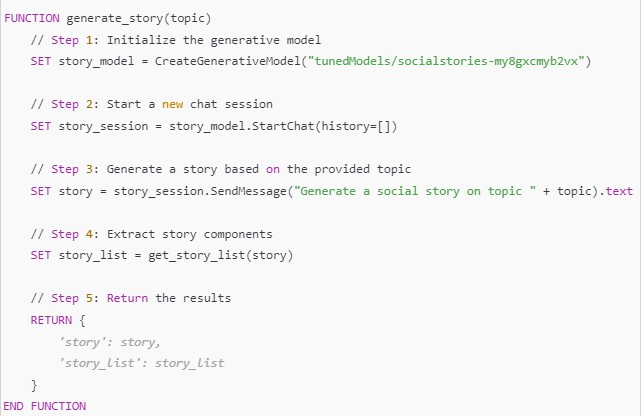 FUNCTION generate_story(topic)
// Step 1: Initialize the generative model
SET story_model = CreateGenerativeModel("tunedModels/socialstories-my8gxcmyb2vx")
// Step 2: Start a new chat session
SET story_session = story_model.StartChat(history=[])
// Step 3: Generate a story based on the provided topic
SET story = story_session.SendMessage("Generate a social story on topic " + topic).text
// Step 4: Extract story components
SET story_list = get_story_list(story)
// Step 5: Return the results
RETURN {
'story': story,
'story_list': story_list
}
END FUNCTION